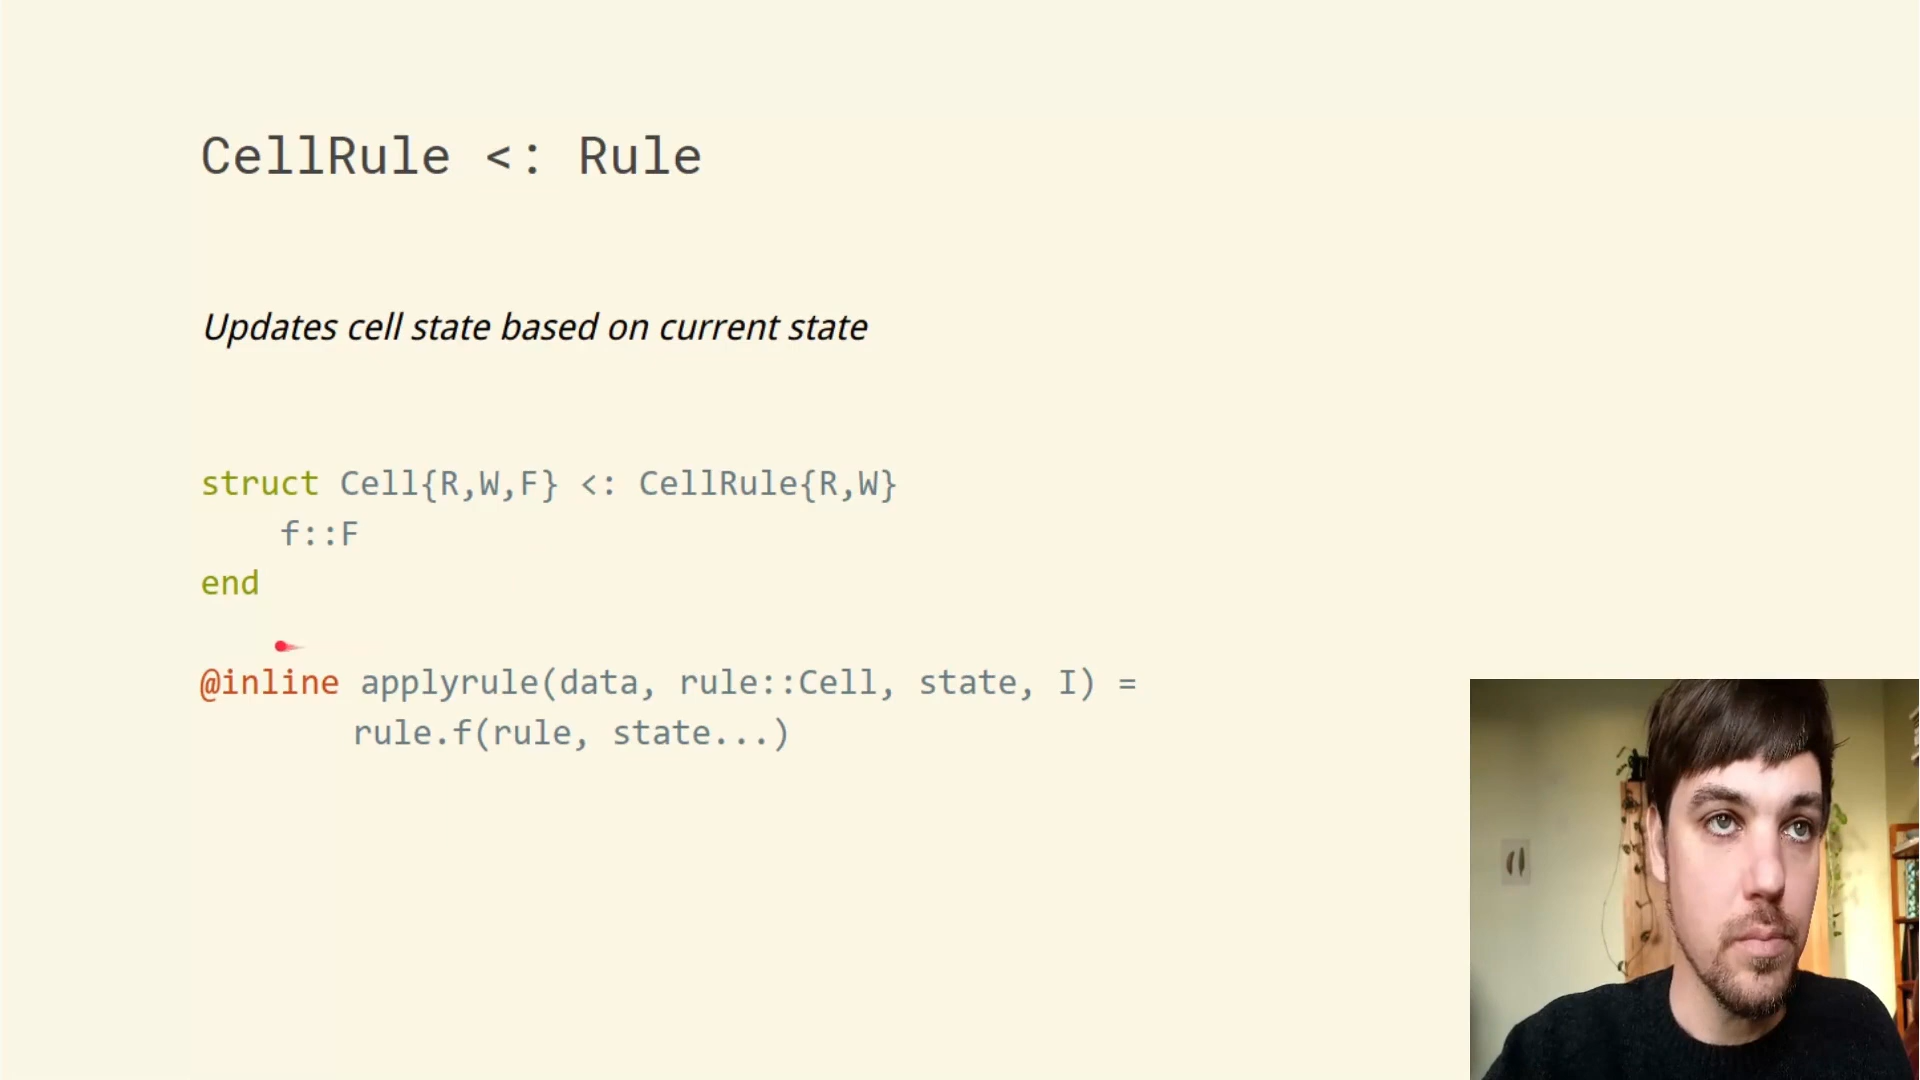 CellRule <: Rule
Updates cell state based on current state
struct Cell{R,W,F} <: CellRule{R,W}
    f::F
end
@inline applyrule(data, rule::Cell, state, I) =
        rule.f(rule, state...)